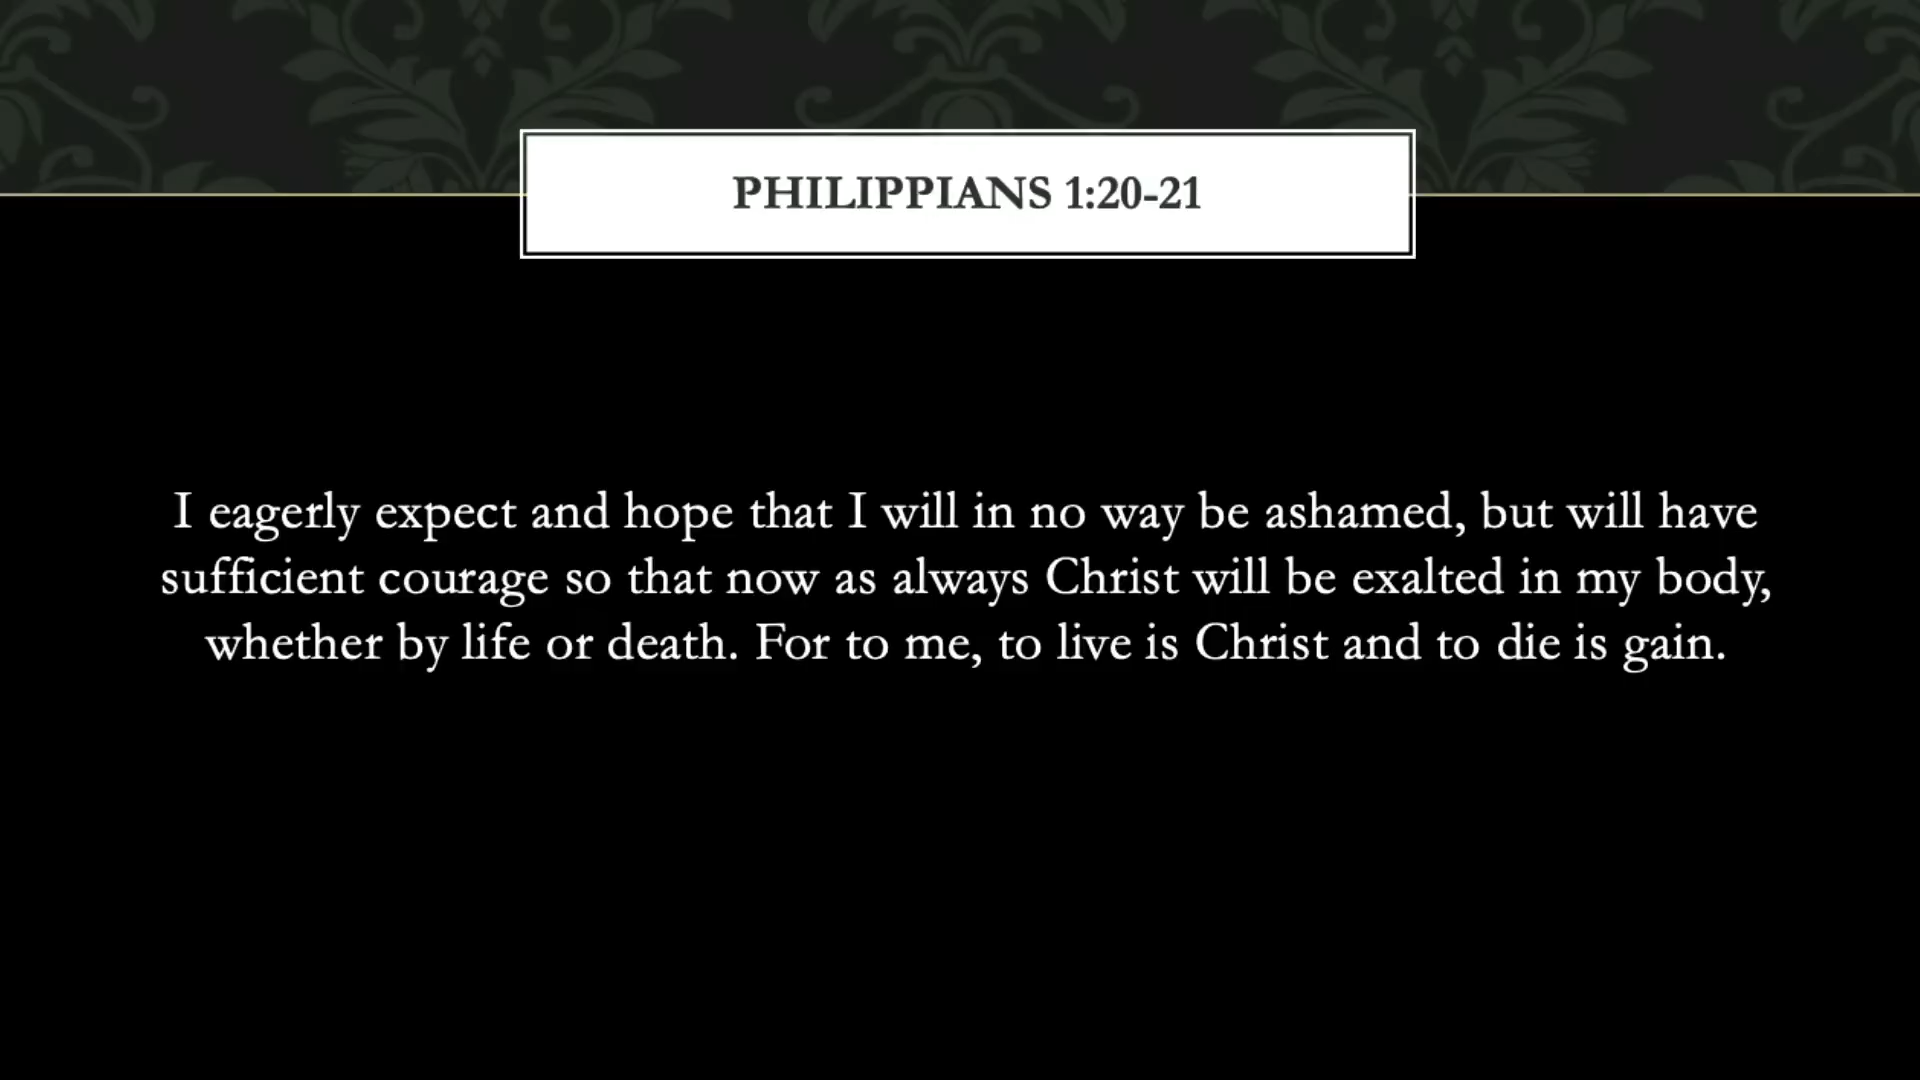 PHILIPPIANS 1:20-21
I eagerly expect and hope that I will in no way be ashamed, but will have
sufficient courage so that now as always Christ will be exalted in my body,
whether by life or death. For to me, to live is Christ and to die is gain.